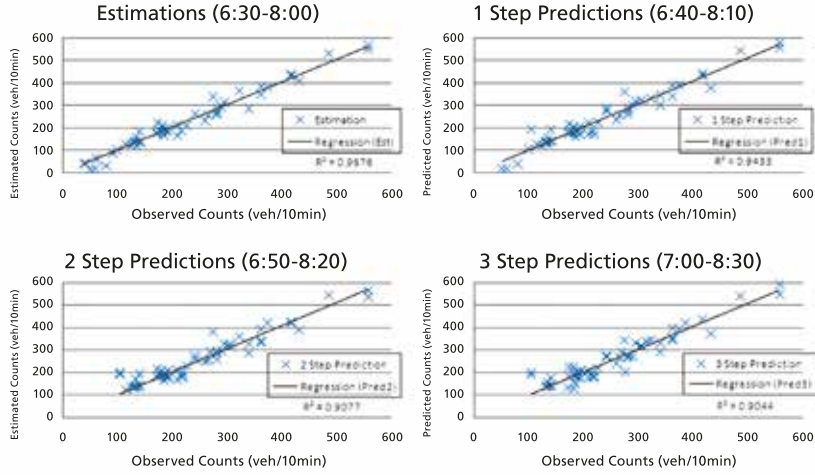 Estimations (6:30-8:00)
Estimated Counts (veh/10min)
600
500
400
300
200
100
0
0 100 200 300 400 500 600
Observed Counts (veh/10min)
Estimation
Regression (Est)
R² = 0.9676
1 Step Predictions (6:40-8:10)
Predicted Counts (veh/10min)
600
500
400
300
200
100
0
0 100 200 300 400 500 600
Observed Counts (veh/10min)
1 Step Prediction
Regression (Pred1)
R² = 0.9433
2 Step Predictions (6:50-8:20)
Estimated Counts (veh/10min)
600
500
400
300
200
100
0
0 100 200 300 400 500 600
Observed Counts (veh/10min)
2 Step Prediction
Regression (Pred2)
R² = 0.9077
3 Step Predictions (7:00-8:30)
Predicted Counts (veh/10min)
600
500
400
300
200
100
0
0 100 200 300 400 500 600
Observed Counts (veh/10min)
3 Step Prediction
Regression (Pred3)
R² = 0.9044